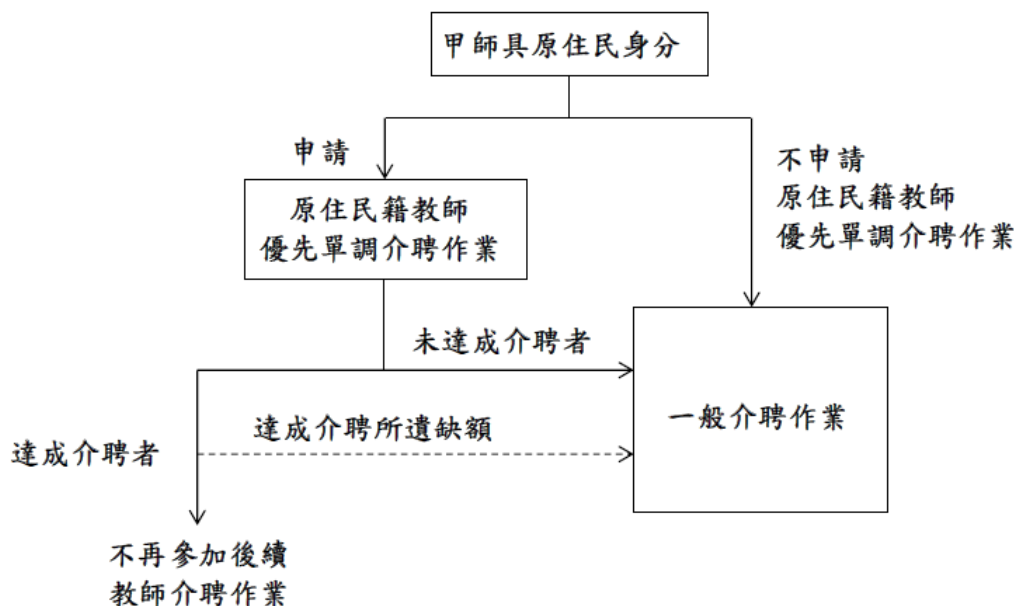 甲師具原住民身分
申請
不申請
原住民籍教師
優先單調介聘作業
原住民籍教師
優先單調介聘作業
未達成介聘者
一般介聘作業
達成介聘所遺缺額
達成介聘者
不再參加後續
教師介聘作業